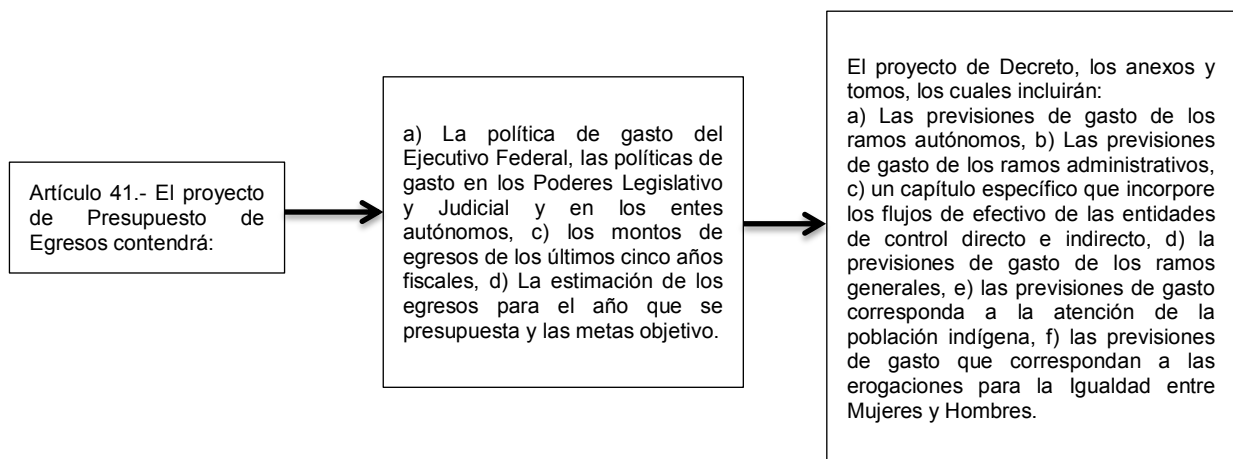 Artículo 41.- El proyecto
de Presupuesto de
Egresos contendrá:
a) La política de gasto del
Ejecutivo Federal, las políticas de
gasto en los Poderes Legislativo
y Judicial y en los entes
autónomos, c) los montos de
egresos de los últimos cinco años
fiscales, d) La estimación de los
egresos para el año que se
presupuesta y las metas objetivo.
El proyecto de Decreto, los anexos y
tomos, los cuales incluirán:
a) Las previsiones de gasto de los
ramos autónomos, b) Las previsiones
de gasto de los ramos administrativos,
c) un capítulo específico que incorpore
los flujos de efectivo de las entidades
de control directo e indirecto, d) la
previsiones de gasto de los ramos
generales, e) las previsiones de gasto
corresponda a la atención de la
población indígena, f) las previsiones
de gasto que correspondan a las
erogaciones para la Igualdad entre
Mujeres y Hombres.